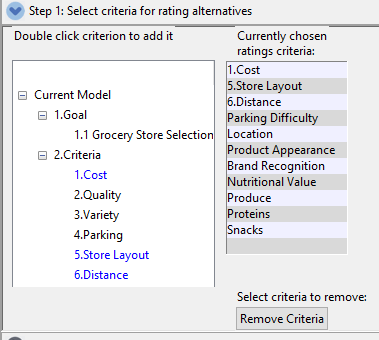 Step 1: Select criteria for rating alternatives
Double click criterion to add it
Current Model
1.Goal
1.1 Grocery Store Selection
2.Criteria
1.Cost
2.Quality
3.Variety
4.Parking
5.Store Layout
6.Distance
Currently chosen
ratings criteria:
1.Cost
5.Store Layout
6.Distance
Parking Difficulty
Location
Product Appearance
Brand Recognition
Nutritional Value
Produce
Proteins
Snacks
Select criteria to remove:
Remove Criteria